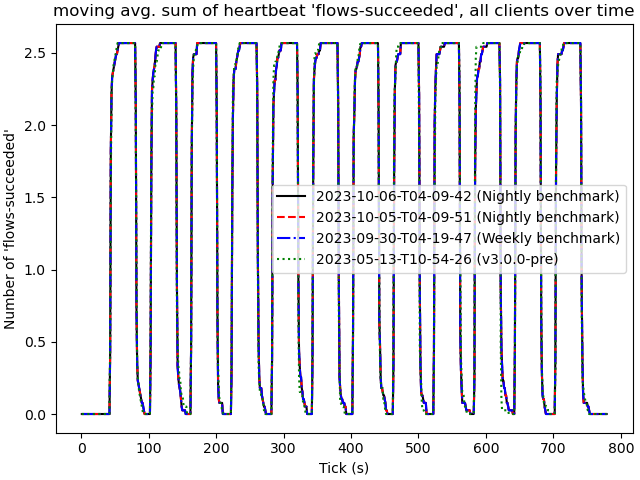 moving avg. sum of heartbeat 'flows-succeeded', all clients over time
Number of 'flows-succeeded'
2.5
2.0
1.5
1.0
0.5
0.0
2023-10-06-T04-09-42 (Nightly benchmark)
2023-10-05-T04-09-51 (Nightly benchmark)
2023-09-30-T04-19-47 (Weekly benchmark)
2023-05-13-T10-54-26 (v3.0.0-pre)
0 100 200 300 400 500 600 700 800
Tick (s)